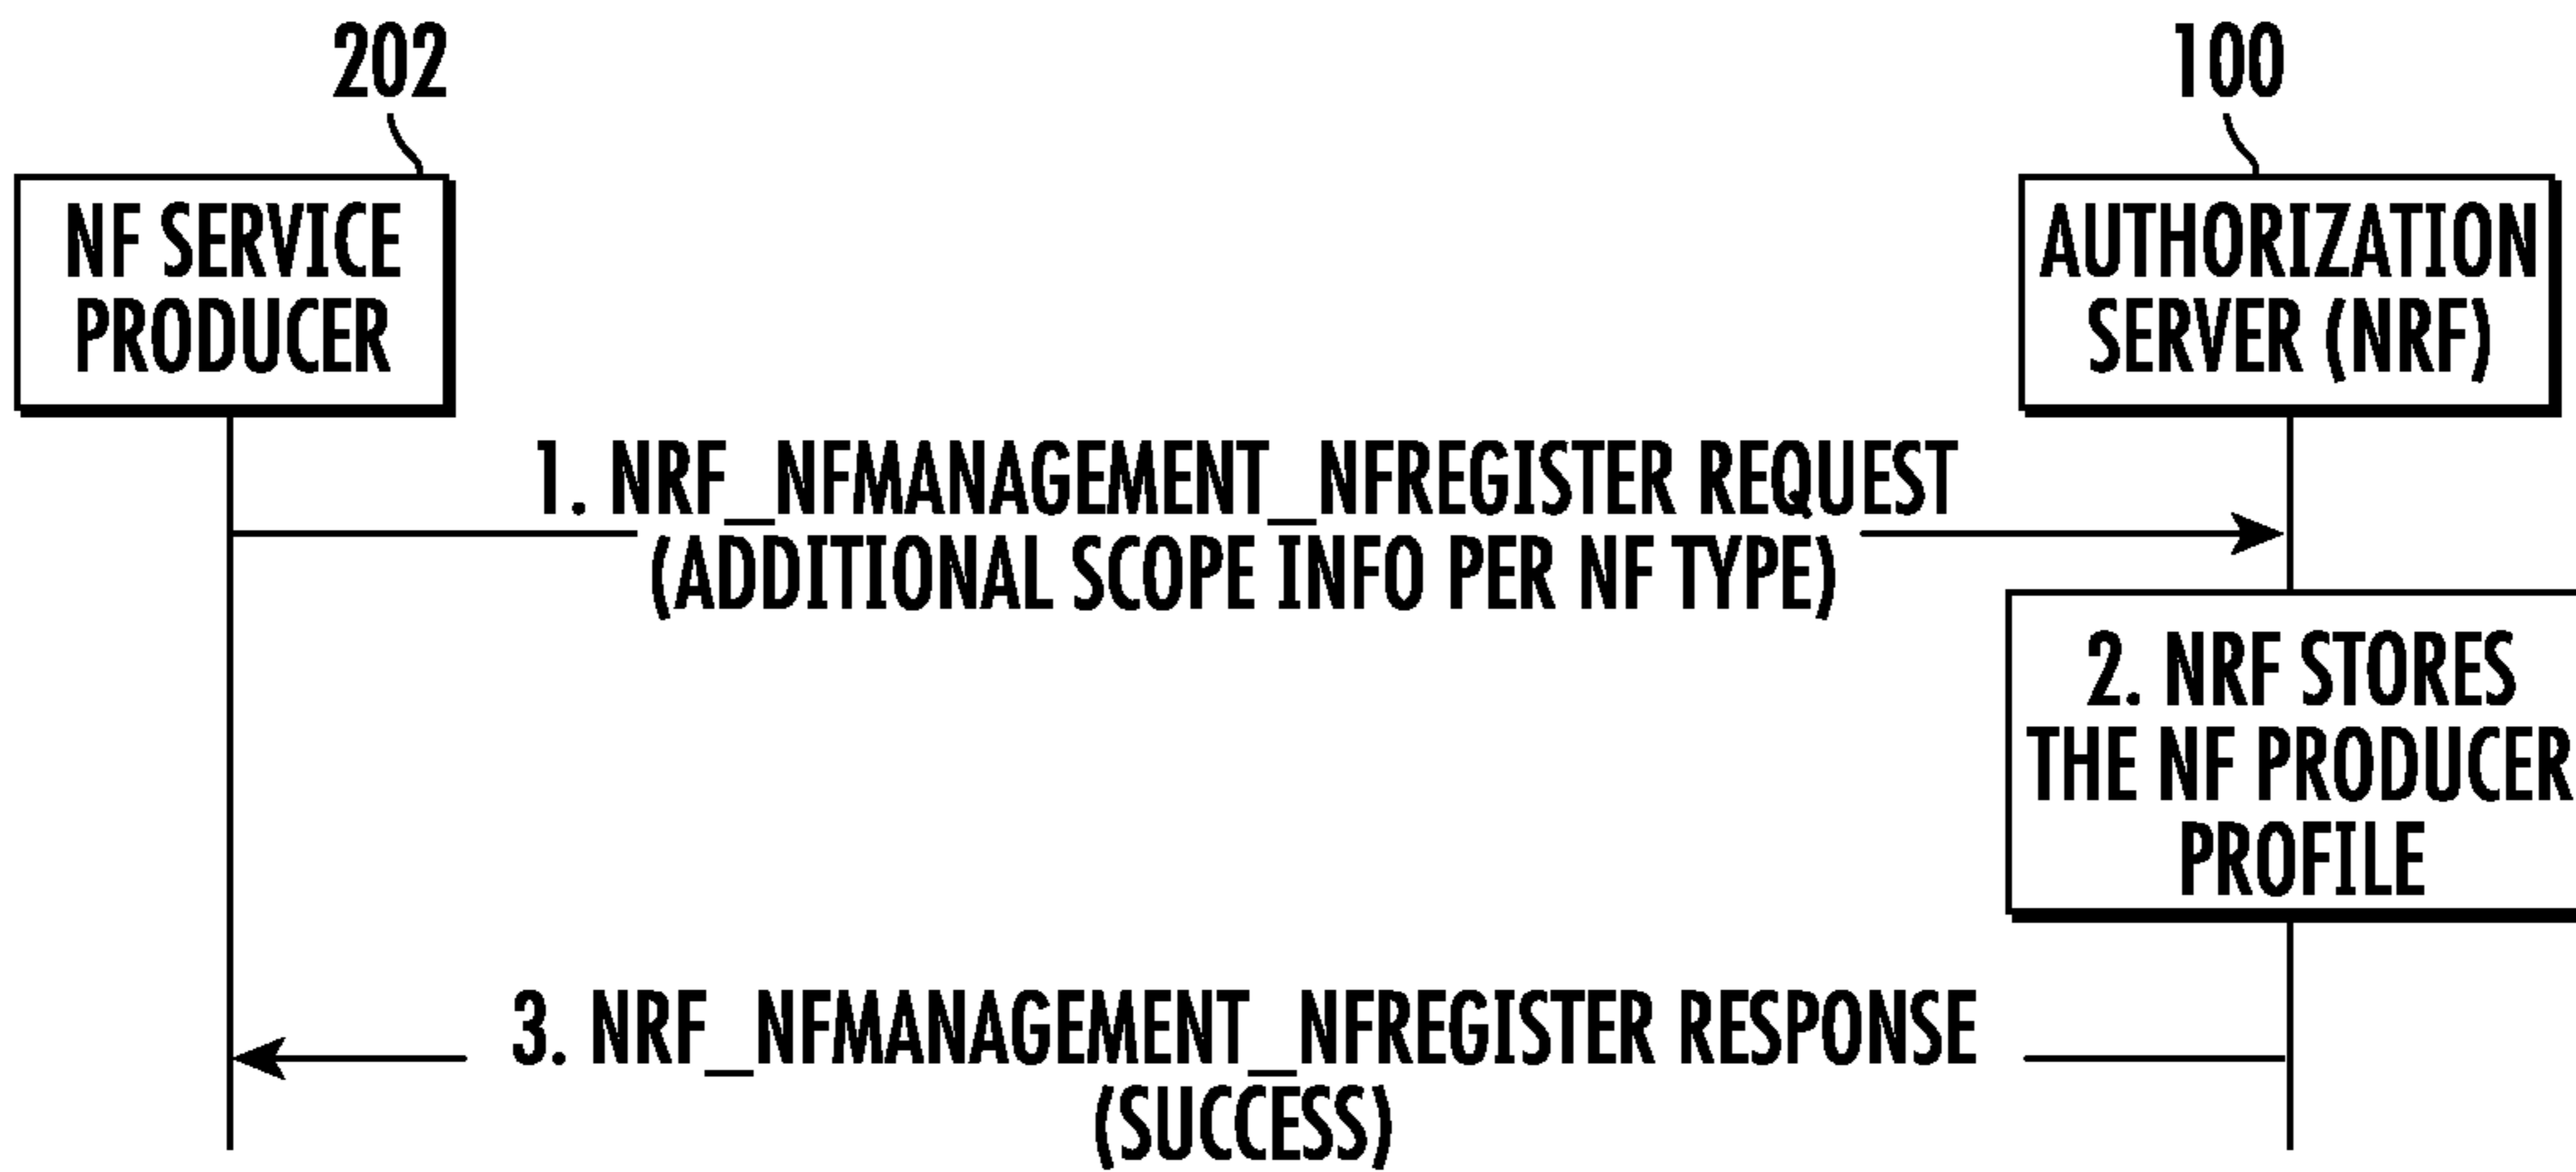 202
100
NF SERVICE
PRODUCER
AUTHORIZATION
SERVER (NRF)
1. NRF_NFMANAGEMENT_NFREGISTER REQUEST
(ADDITIONAL SCOPE INFO PER NF TYPE)
2. NRF STORES
THE NF PRODUCER
PROFILE
3. NRF_NFMANAGEMENT_NFREGISTER RESPONSE
(SUCCESS)